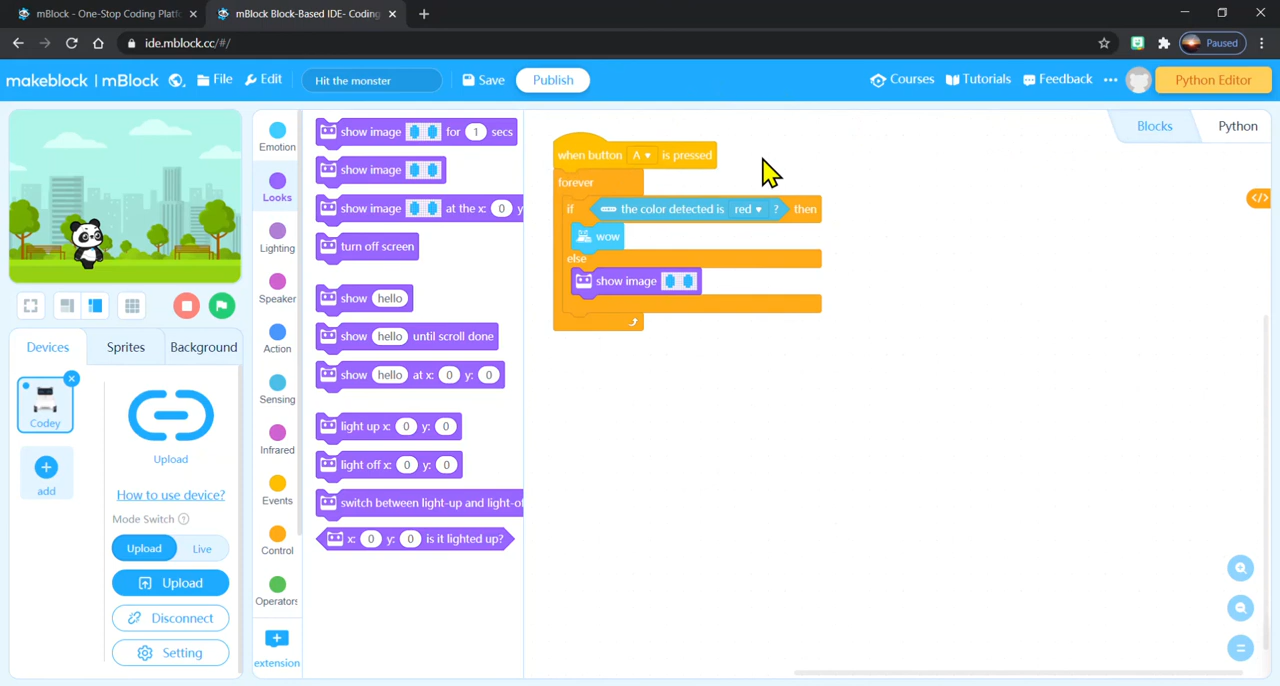 mBlock - One-Stop Coding Platf
mBlock Block-Based IDE- Coding
ide.mblock.cc/#/
Paused
makeblock | mBlock
File
Edit
Hit the monster
Save
Publish
Courses
Tutorials
Feedback
Python Editor
Devices
Sprites
Background
Codey
add
Upload
How to use device?
Mode Switch ?
Upload
Live
Upload
Disconnect
Setting
Emotion
Looks
Lighting
Speaker
Action
Sensing
Infrared
Events
Control
Operators
extension
show image for 1 secs
show image
show image at the x: 0 y
turn off screen
show hello
show hello until scroll done
show hello at x: 0 y: 0
light up x: 0 y: 0
light off x: 0 y: 0
switch between light-up and light-of
x: 0 y: 0 is it lighted up?
when button A is pressed
forever
if the color detected is red ? then
wow
else
show image
Blocks
Python